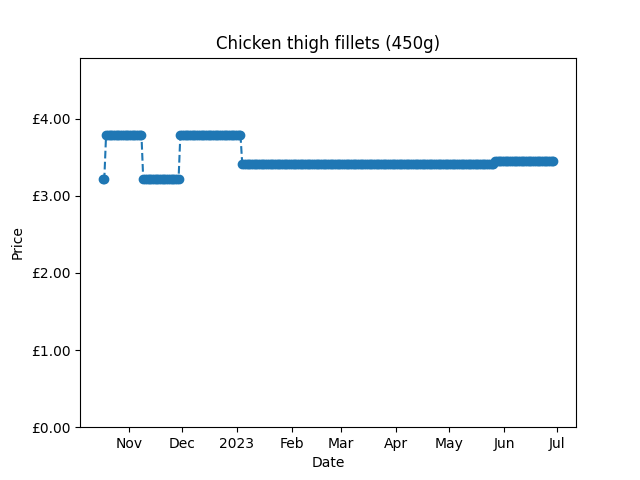 Chicken thigh fillets (450g)
£4.00
£3.00
£2.00
£1.00
£0.00
Price
Nov Dec 2023 Feb Mar Apr May Jun Jul
Date